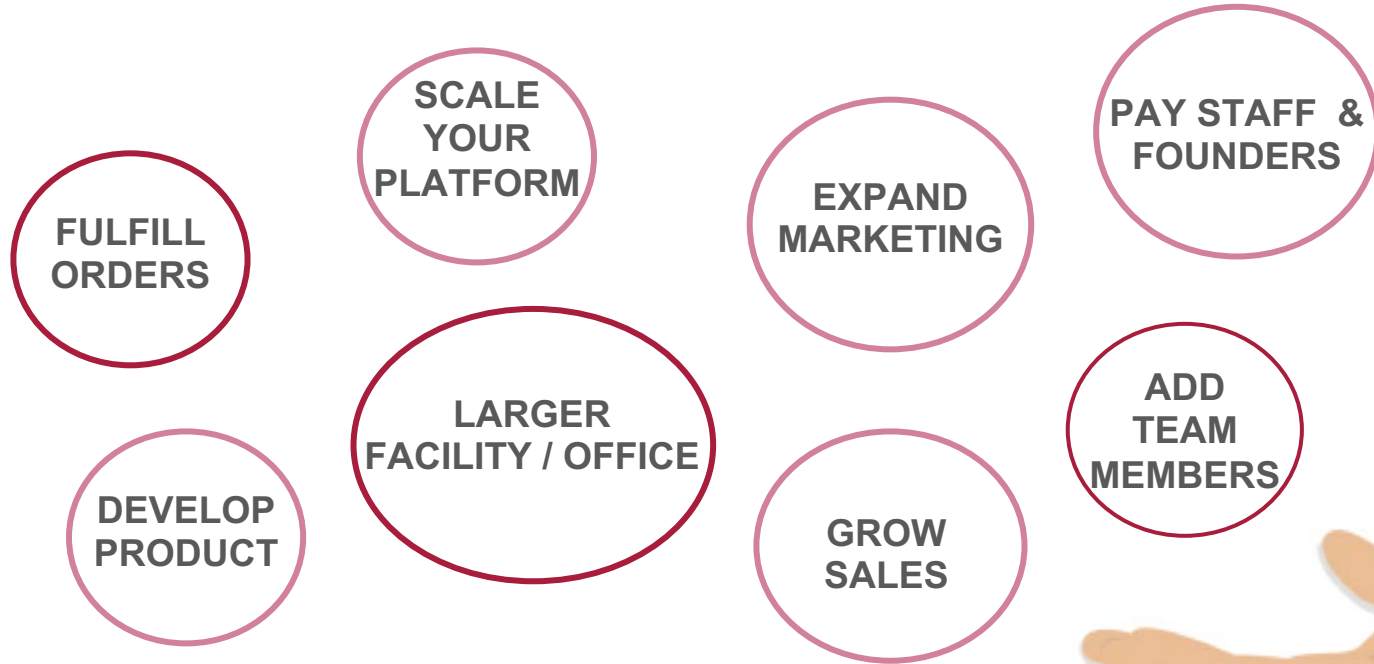 SCALE
YOUR
PLATFORM
PAY STAFF &
FOUNDERS
EXPAND
MARKETING
FULFILL
ORDERS
LARGER
FACILITY / OFFICE
ADD
TEAM
MEMBERS
DEVELOP
PRODUCT
GROW
SALES